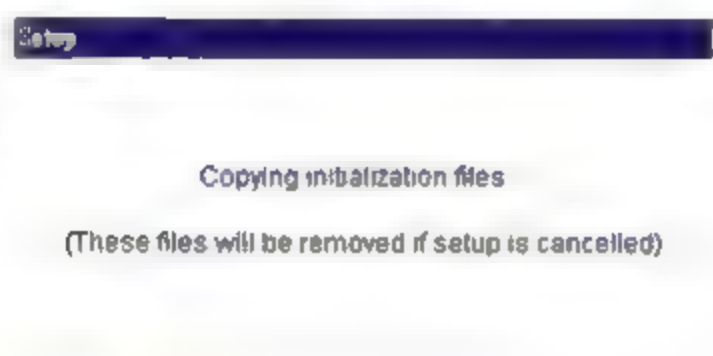 Setup
Copying initialization files
(These files will be removed if setup is cancelled)